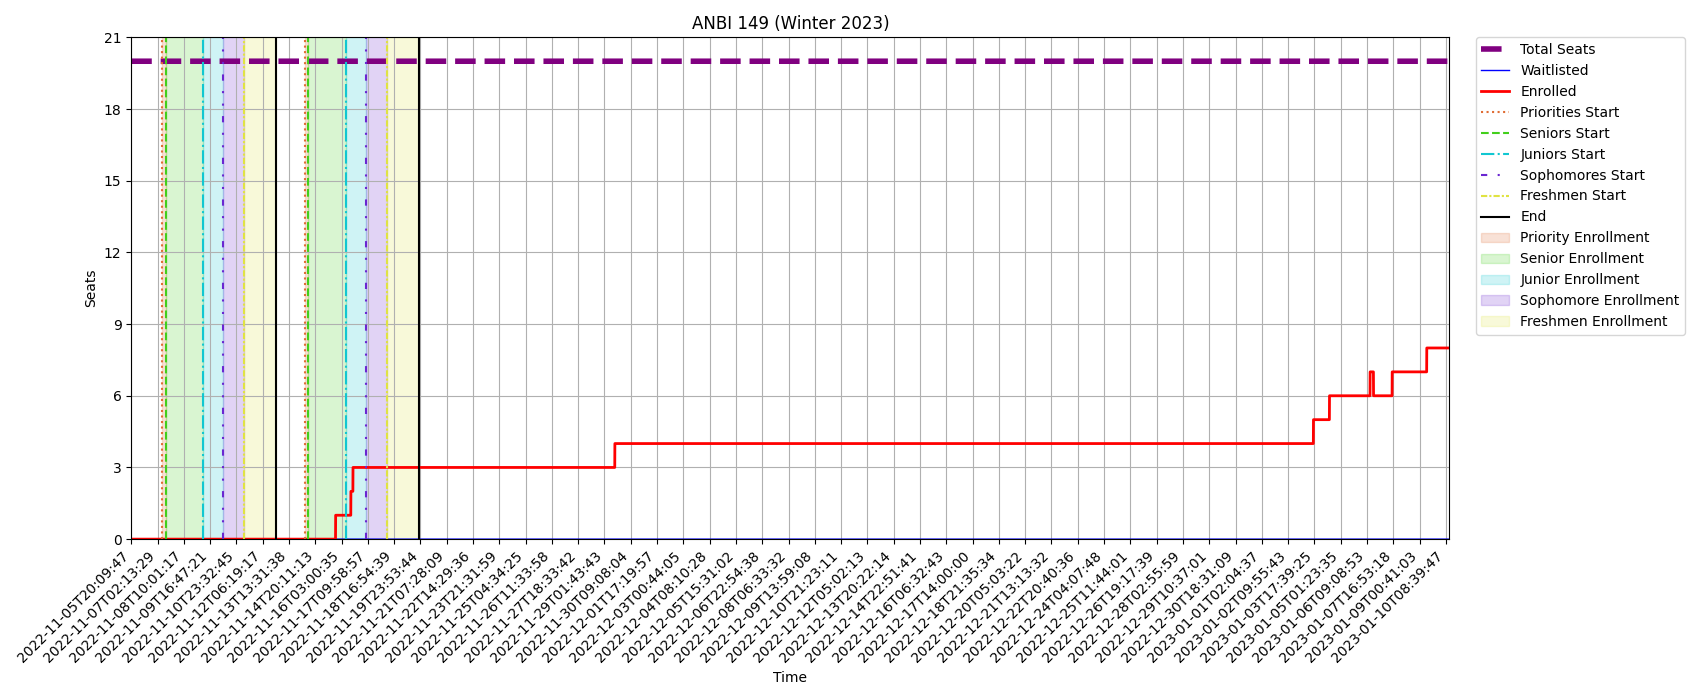 ANBI 149 (Winter 2023)
21
18
15
12
9
6
3
0
Seats
2022-11-05T20:09:47
2022-11-07T02:13:29
2022-11-08T10:01:17
2022-11-09T16:47:21
2022-11-10T23:32:45
2022-11-12T06:19:17
2022-11-13T13:31:38
2022-11-14T20:11:13
2022-11-16T03:00:35
2022-11-17T09:58:57
2022-11-18T16:54:39
2022-11-19T23:53:44
2022-11-21T07:28:09
2022-11-22T14:29:36
2022-11-23T21:31:59
2022-11-25T04:34:25
2022-11-26T11:33:58
2022-11-27T18:33:42
2022-11-29T01:43:43
2022-11-30T09:08:04
2022-12-01T17:19:57
2022-12-03T00:44:05
2022-12-04T08:10:28
2022-12-05T15:31:02
2022-12-06T22:54:38
2022-12-08T06:33:32
2022-12-09T13:59:08
2022-12-10T21:23:11
2022-12-12T05:02:13
2022-12-13T20:22:14
2022-12-14T22:51:41
2022-12-16T06:32:43
2022-12-17T14:00:00
2022-12-18T21:35:34
2022-12-20T05:03:22
2022-12-21T13:13:32
2022-12-22T20:40:36
2022-12-24T04:07:48
2022-12-25T11:44:01
2022-12-26T19:17:39
2022-12-28T02:55:59
2022-12-29T10:37:01
2022-12-30T18:31:09
2023-01-01T02:04:37
2023-01-02T09:55:43
2023-01-03T17:39:25
2023-01-05T01:23:35
2023-01-06T09:08:53
2023-01-07T16:53:18
2023-01-09T00:41:03
2023-01-10T08:39:47
Time
Total Seats
Waitlisted
Enrolled
Priorities Start
Seniors Start
Juniors Start
Sophomores Start
Freshmen Start
End
Priority Enrollment
Senior Enrollment
Junior Enrollment
Sophomore Enrollment
Freshmen Enrollment